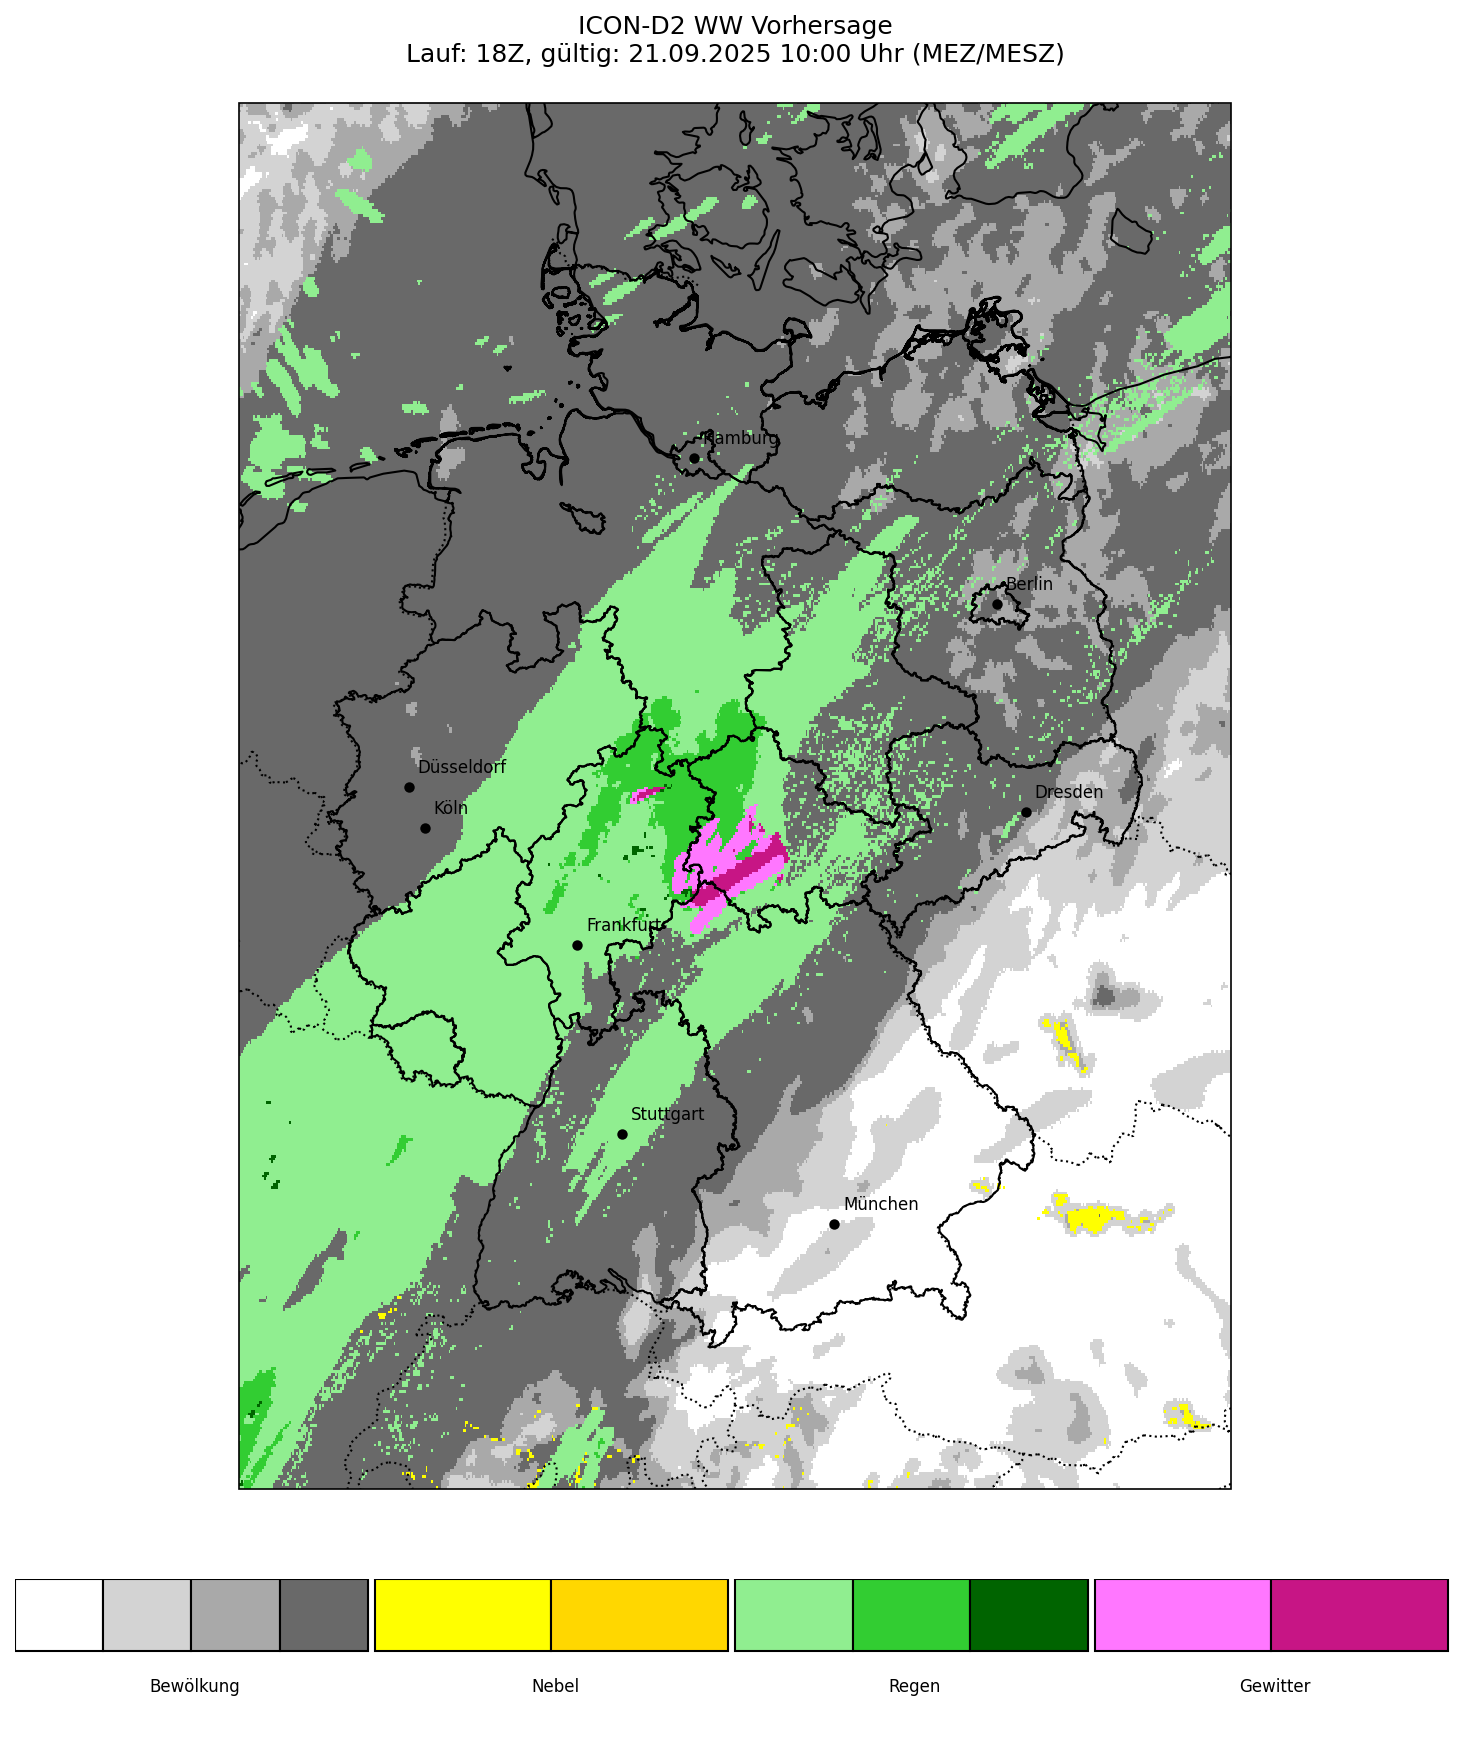 ICON-D2 WW Vorhersage
Lauf: 18Z, gültig: 21.09.2025 10:00 Uhr (MEZ/MESZ)
Hamburg
Berlin
Düsseldorf
Köln
Dresden
Frankfurt
Stuttgart
München
Bewölkung
Nebel
Regen
Gewitter